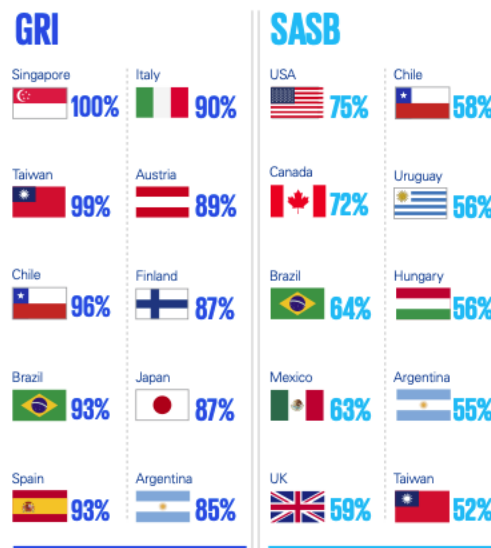 GRI
Singapore
100%
Taiwan
99%
Chile
96%
Brazil
93%
Spain
93%
Italy
90%
Austria
89%
Finland
87%
Japan
87%
Argentina
85%
SASB
USA
75%
Canada
72%
Brazil
64%
Mexico
63%
UK
59%
Chile
58%
Uruguay
56%
Hungary
56%
Argentina
55%
Taiwan
52%